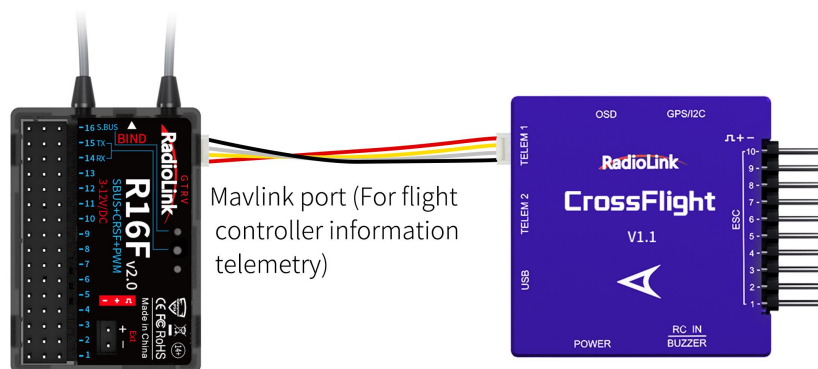 16 S.BUS
BIND
15 TX
14 RX
13
12
11
10
9
8
7
6
5
4
3
2
1
RadioLink
GTRV
R16F V2.0
SBUS+CRSF+PWM
3-12V/DC
- +
Ext
+
-
CE FC RoHS
14+
Made in China
Mavlink port (For flight
controller information
telemetry)
OSD
GPS/I2C
TELEM 1
TELEM 2
USB
RadioLink
CrossFlight
V1.1
POWER
RC IN
BUZZER
ESC
+ -
10
9
8
7
6
5
4
3
2
1